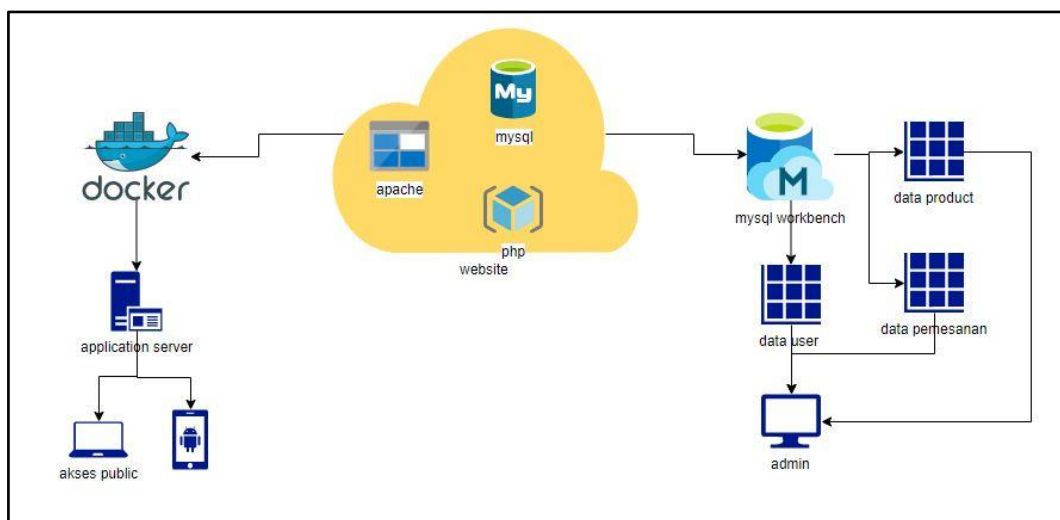 My
mysql
docker
apache
M
mysql workbench
data product
php
website
application server
data user
data pemesanan
akses public
admin